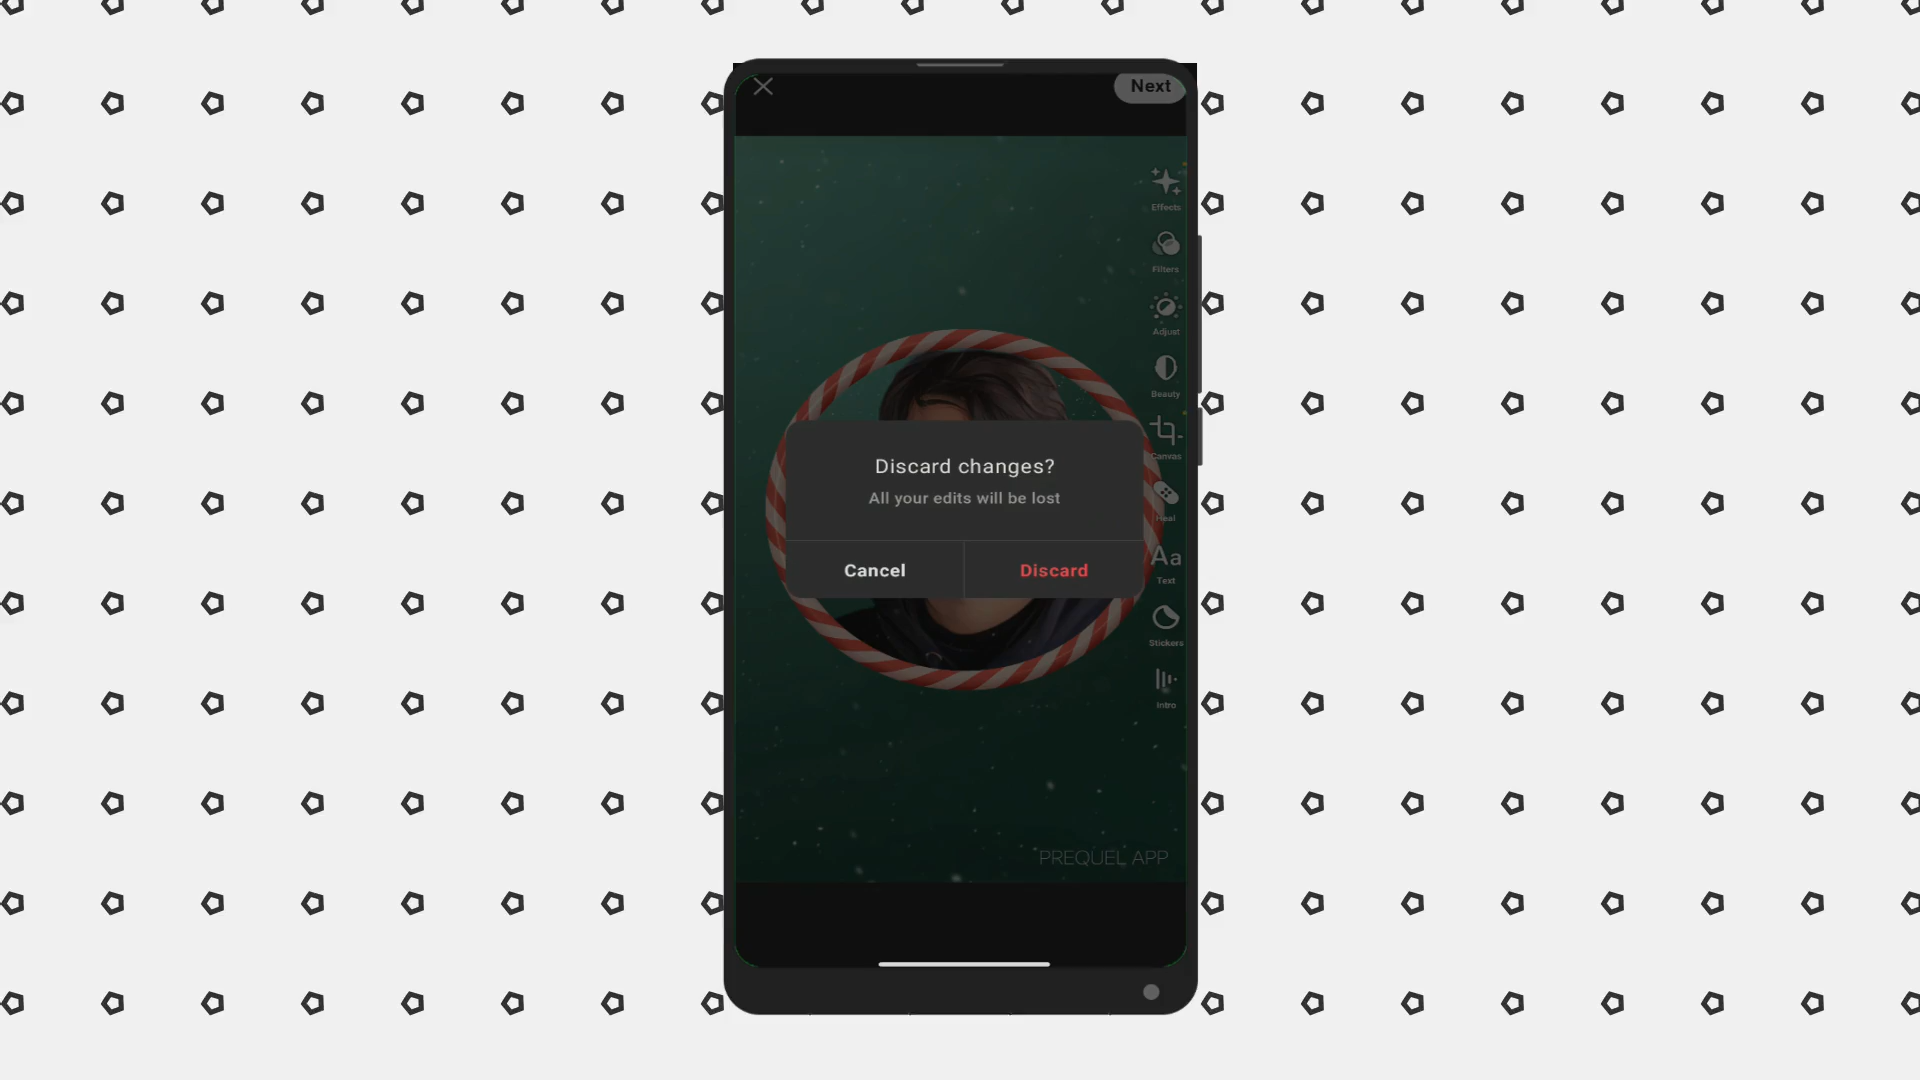 Next
Effects
Filters
Adjust
Beauty
Canvas
Discard changes?
All your edits will be lost
Heal
Cancel
Discard
Aa
Text
Stickers
Intro
PREQUEL APP